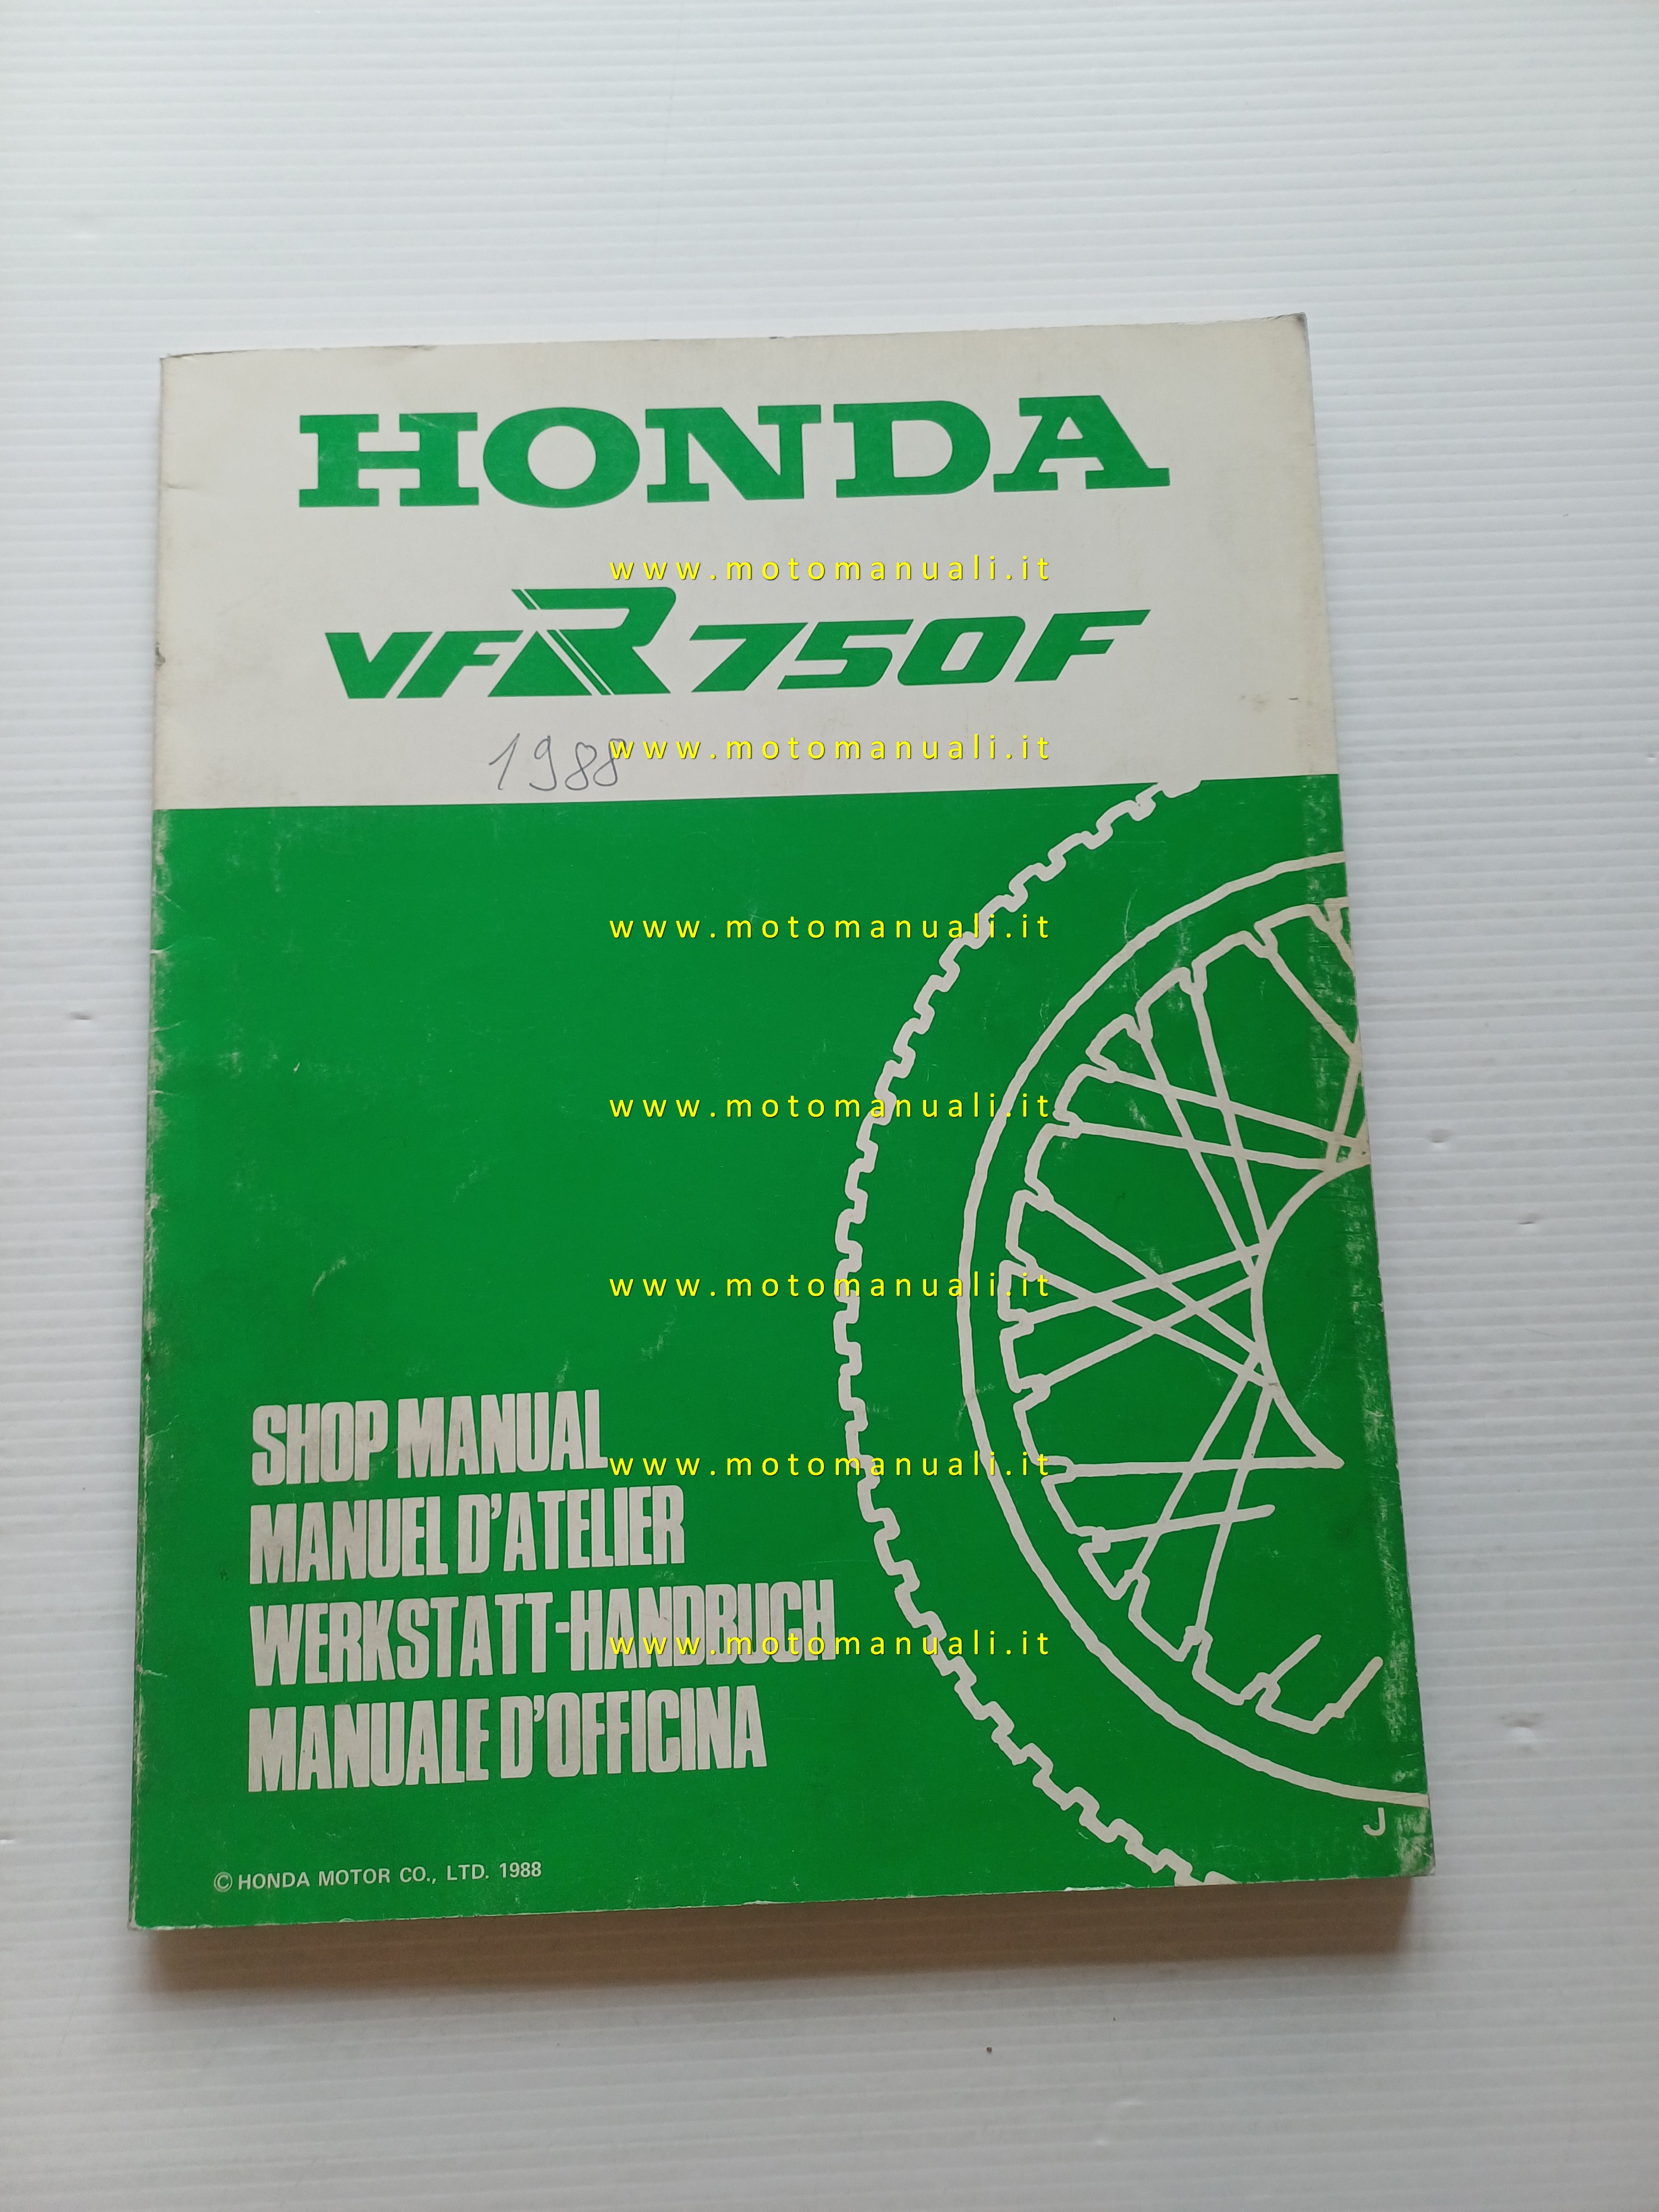 HONDA
www.motomanuali.it
VFR750F
1988
www.motomanuali.it
www.motomanuali.it
www.motomanuali.it
www.motomanuali.it
SHOP MANUAL
www.motomanuali.it
MANUEL D'ATELIER
WERKSTATT-HANDBUCH
www.motomanuali.it
MANUALE D'OFFICINA
J
© HONDA MOTOR CO., LTD. 1988